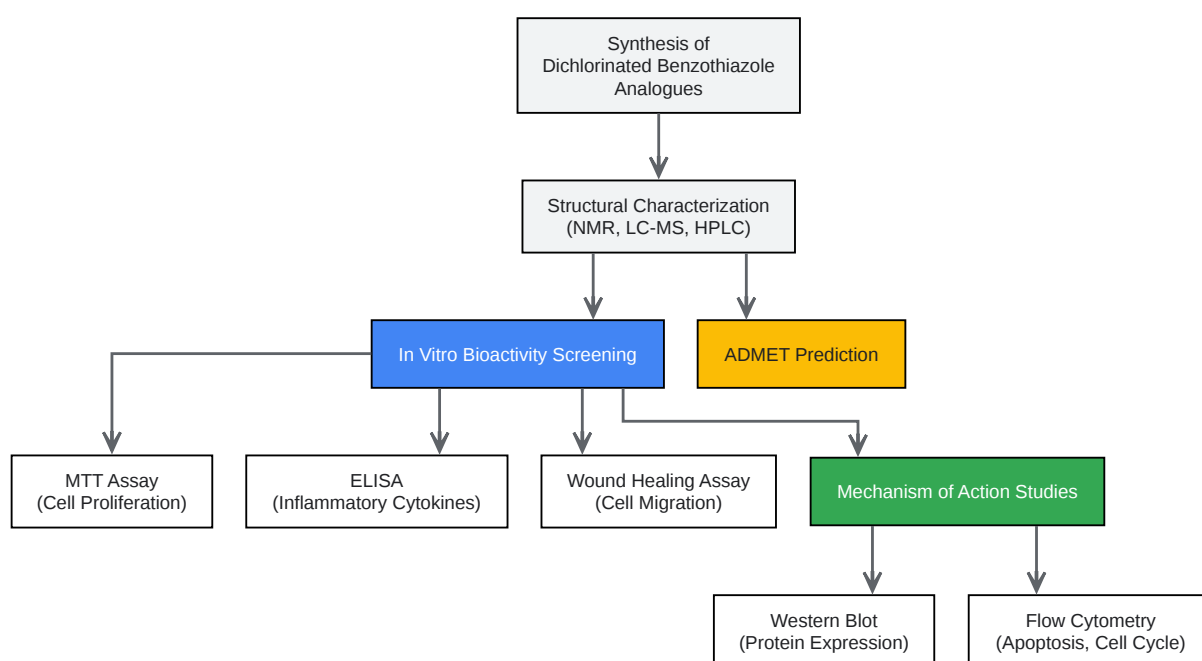 Synthesis of
Dichlorinated Benzothiazole
Analogues
Structural Characterization
(NMR, LC-MS, HPLC)
In Vitro Bioactivity Screening
ADMET Prediction
MTT Assay
(Cell Proliferation)
ELISA
(Inflammatory Cytokines)
Wound Healing Assay
(Cell Migration)
Mechanism of Action Studies
Western Blot
(Protein Expression)
Flow Cytometry
(Apoptosis, Cell Cycle)